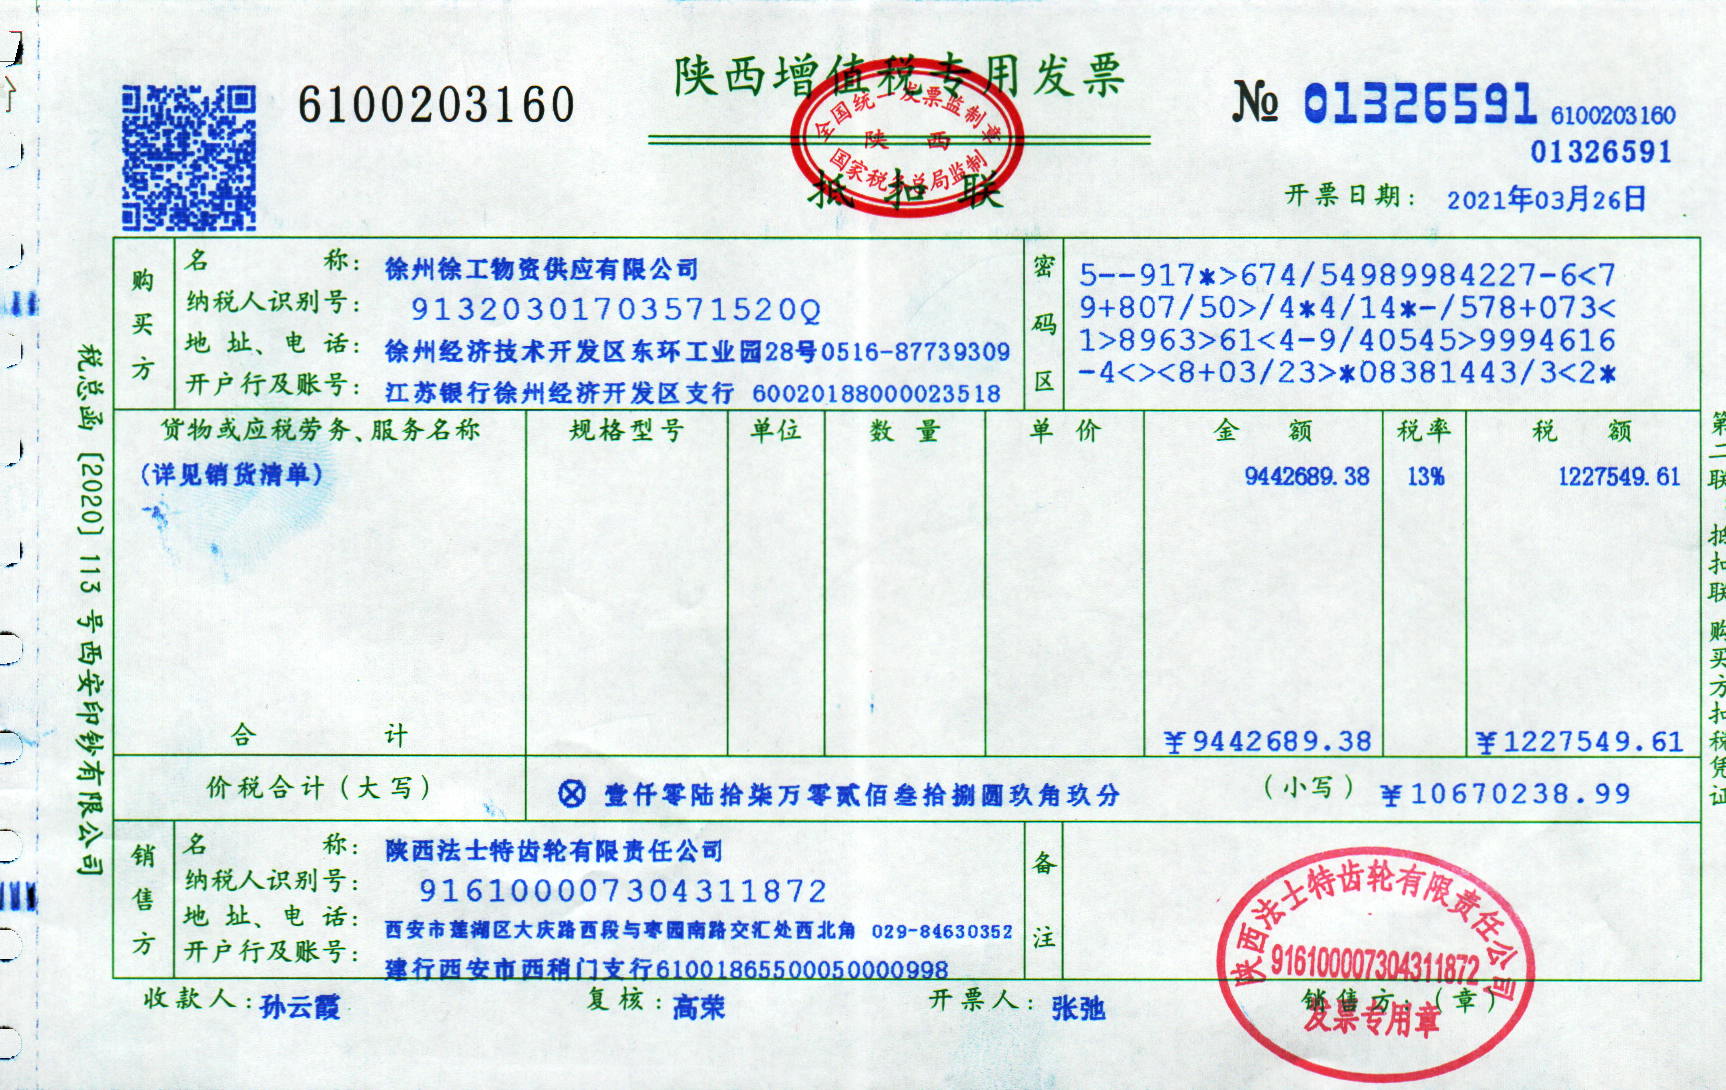 陕西增值税专用发票
6100203160
№ 01326591
6100203160
01326591
全国统一发票监制章
陕 西
国家税务总局监制
抵 扣 联
开票日期: 2021年03月26日
购买方
名 称: 徐州徐工物资供应有限公司
纳税人识别号: 91320301703571520Q
地 址、电 话: 徐州经济技术开发区东环工业园28号0516-87739309
开户行及账号: 江苏银行徐州经济开发区支行 60020188000023518
密码区
5--917*>674/54989984227-6<7
9+807/50>/4*4/14*-/578+073<
1>8963>61<4-9/40545>9994616
-4<><8+03/23>*08381443/3<2*
货物或应税劳务、服务名称 规格型号 单位 数 量 单 价 金 额 税率 税 额
(详见销货清单) 9442689.38 13% 1227549.61
合 计 ¥9442689.38 ¥1227549.61
价税合计(大写) ⊗ 壹仟零陆拾柒万零贰佰叁拾捌圆玖角玖分 (小写) ¥10670238.99
销售方
名 称: 陕西法士特齿轮有限责任公司
纳税人识别号: 916100007304311872
地 址、电 话: 西安市莲湖区大庆路西段与枣园南路交汇处西北角 029-84630352
开户行及账号: 建行西安市西稍门支行61001865500050000998
备注
收款人: 孙云霞 复核: 高荣 开票人: 张弛 销售方:(章)
陕西法士特齿轮有限责任公司
916100007304311872
发票专用章
税总函[2020]113号西安印钞有限公司
第二联 抵扣联 购买方扣税凭证